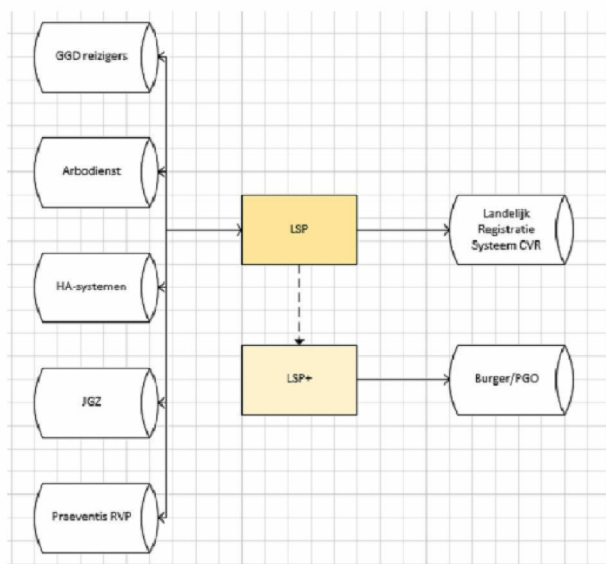 GGD reizigers
Arbodienst
LSP
Landelijk
Registratie
Systeem CVR
HA-systemen
LSP+
Burger/PGO
JGZ
Praeventis RVP